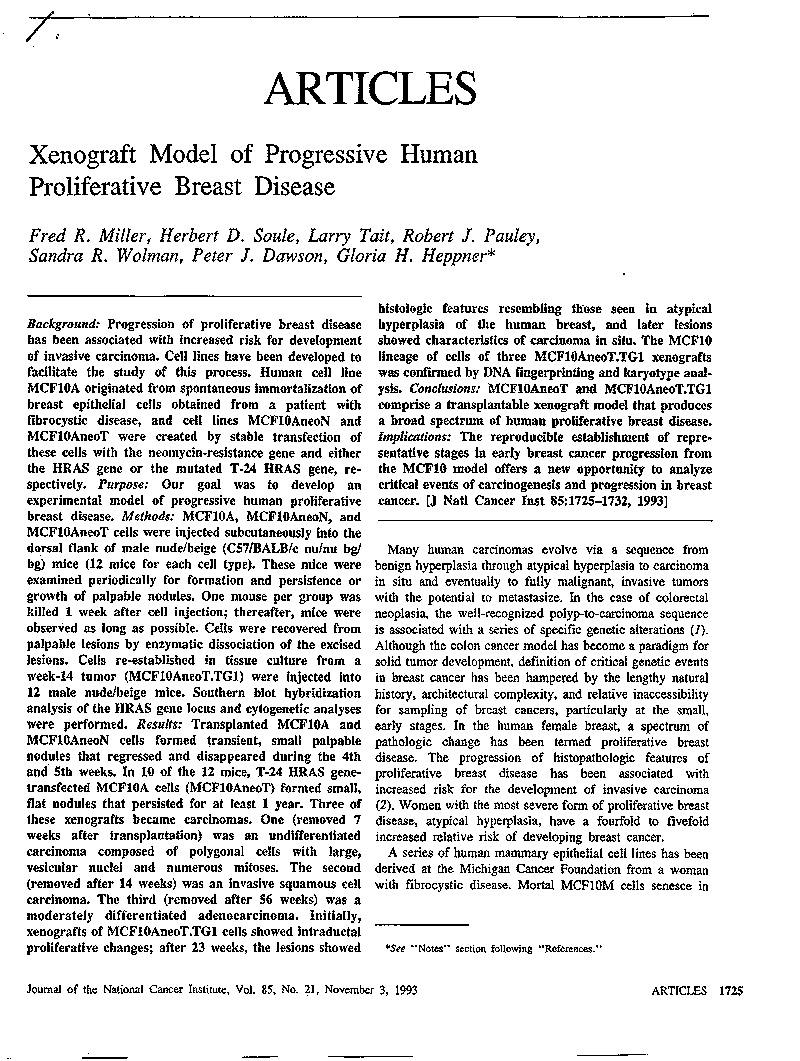 ARTICLES
Xenograft Model of Progressive Human
Proliferative Breast Disease
Fred R. Miller, Herbert D. Soule, Larry Tait, Robert J. Pauley,
Sandra R. Wolman, Peter J. Dawson, Gloria H. Heppner*
Background: Progression of proliferative breast disease
has been associated with increased risk for development
of invasive carcinoma. Cell lines have been developed to
facilitate the study of this process. Human cell line
MCF10A originated from spontaneous immortalization of
breast epithelial cells obtained from a patient with
fibrocystic disease, and cell lines MCF10AneoN and
MCF10AneoT were created by stable transfection of
these cells with the neomycin-resistance gene and either
the HRAS gene or the mutated T-24 HRAS gene, re-
spectively. Purpose: Our goal was to develop an
experimental model of progressive human proliferative
breast disease. Methods: MCF10A, MCF10AneoN, and
MCF10AneoT cells were injected subcutaneously into the
dorsal flank of male nude/beige (C57/BALB/c nu/nu bg/
bg) mice (12 mice for each cell type). These mice were
examined periodically for formation and persistence or
growth of palpable nodules. One mouse per group was
killed 1 week after cell injection; thereafter, mice were
observed as long as possible. Cells were recovered from
palpable lesions by enzymatic dissociation of the excised
lesions. Cells re-established in tissue culture from a
week-14 tumor (MCF10AneoT.TG1) were injected into
12 male nude/beige mice. Southern blot hybridization
analysis of the HRAS gene locus and cytogenetic analyses
were performed. Results: Transplanted MCF10A and
MCF10AneoN cells formed transient, small palpable
nodules that regressed and disappeared during the 4th
and 5th weeks. In 10 of the 12 mice, T-24 HRAS gene-
transfected MCF10A cells (MCF10AneoT) formed small,
flat nodules that persisted for at least 1 year. Three of
these xenografts became carcinomas. One (removed 7
weeks after transplantation) was an undifferentiated
carcinoma composed of polygonal cells with large,
vesicular nuclei and numerous mitoses. The second
(removed after 14 weeks) was an invasive squamous cell
carcinoma. The third (removed after 56 weeks) was a
moderately differentiated adenocarcinoma. Initially,
xenografts of MCF10AneoT.TG1 cells showed intraductal
proliferative changes; after 23 weeks, the lesions showed
histologic features resembling those seen in atypical
hyperplasia of the human breast, and later lesions
showed characteristics of carcinoma in situ. The MCF10
lineage of cells of three MCF10AneoT.TG1 xenografts
was confirmed by DNA fingerprinting and karyotype anal-
ysis. Conclusions: MCF10AneoT and MCF10AneoT.TG1
comprise a transplantable xenograft model that produces
a broad spectrum of human proliferative breast disease.
Implications: The reproducible establishment of repre-
sentative stages in early breast cancer progression from
the MCF10 model offers a new opportunity to analyze
critical events of carcinogenesis and progression in breast
cancer. [J Natl Cancer Inst 85:1725–1732, 1993]
Many human carcinomas evolve via a sequence from
benign hyperplasia through atypical hyperplasia to carcinoma
in situ and eventually to fully malignant, invasive tumors
with the potential to metastasize. In the case of colorectal
neoplasia, the well-recognized polyp-to-carcinoma sequence
is associated with a series of specific genetic alterations (1).
Although the colon cancer model has become a paradigm for
solid tumor development, definition of critical genetic events
in breast cancer has been hampered by the lengthy natural
history, architectural complexity, and relative inaccessibility
for sampling of breast cancers, particularly at the small,
early stages. In the human female breast, a spectrum of
pathologic change has been termed proliferative breast
disease. The progression of histopathologic features of
proliferative breast disease has been associated with
increased risk for the development of invasive carcinoma
(2). Women with the most severe form of proliferative breast
disease, atypical hyperplasia, have a fourfold to fivefold
increased relative risk of developing breast cancer.
A series of human mammary epithelial cell lines has been
derived at the Michigan Cancer Foundation from a woman
with fibrocystic disease. Mortal MCF10M cells senesce in
*See "Notes" section following "References."
Journal of the National Cancer Institute, Vol. 85, No. 21, November 3, 1993
ARTICLES 1725